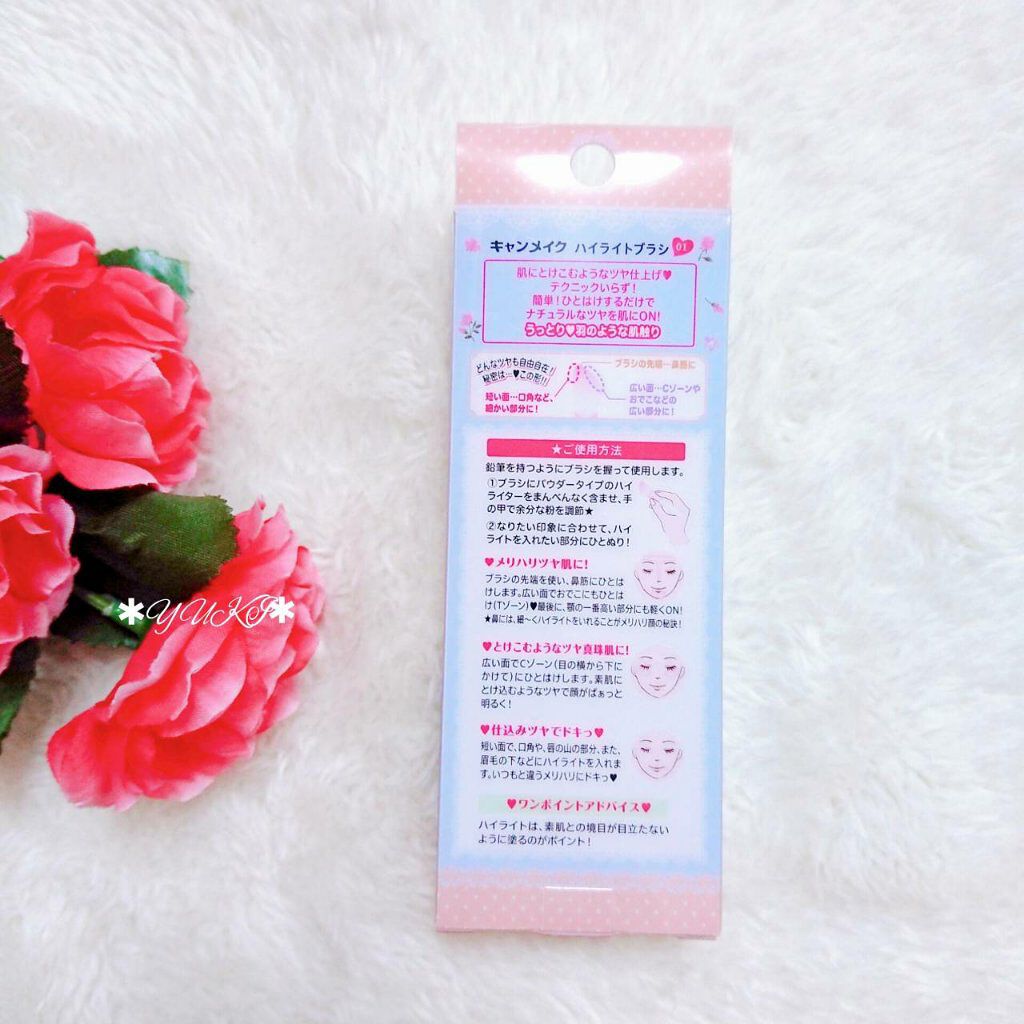 キャンメイク ハイライトブラシ 01
肌にとけこむようなツヤ仕上げ♥
テクニックいらず!
簡単!ひとはけするだけで
ナチュラルなツヤを肌にON!
うっとり♥羽のような肌触り
どんなツヤも自由自在!
秘密は…♥この形!!
ブラシの先端…鼻筋に
短い面…口角など、
細かい部分に!
広い面…Cゾーンや
おでこなどの
広い部分に!
★ご使用方法
鉛筆を持つようにブラシを握って使用します。
①ブラシにパウダータイプのハイ
ライターをまんべんなく含ませ、手
の甲で余分な粉を調節★
②なりたい印象に合わせて、ハイ
ライトを入れたい部分にひとぬり!
♥メリハリツヤ肌に!
ブラシの先端を使い、鼻筋にひとは
けします。広い面でおでこにもひとは
け(Tゾーン)♥最後に、顎の一番高い部分にも軽くON!
★鼻には、細〜くハイライトをいれることがメリハリ顔の秘訣!
♥とけこむようなツヤ真珠肌に!
広い面でCゾーン(目の横から下に
かけて)にひとはけします。素肌に
とけ込むようなツヤで顔がぱぁっと
明るく!
♥仕込みツヤでドキっ♥
短い面で、口角や、唇の山の部分、また、
眉毛の下などにハイライトを入れま
す。いつもと違うメリハリにドキっ♥
♥ワンポイントアドバイス♥
ハイライトは、素肌との境目が目立たない
ように塗るのがポイント!
✱YUKI✱